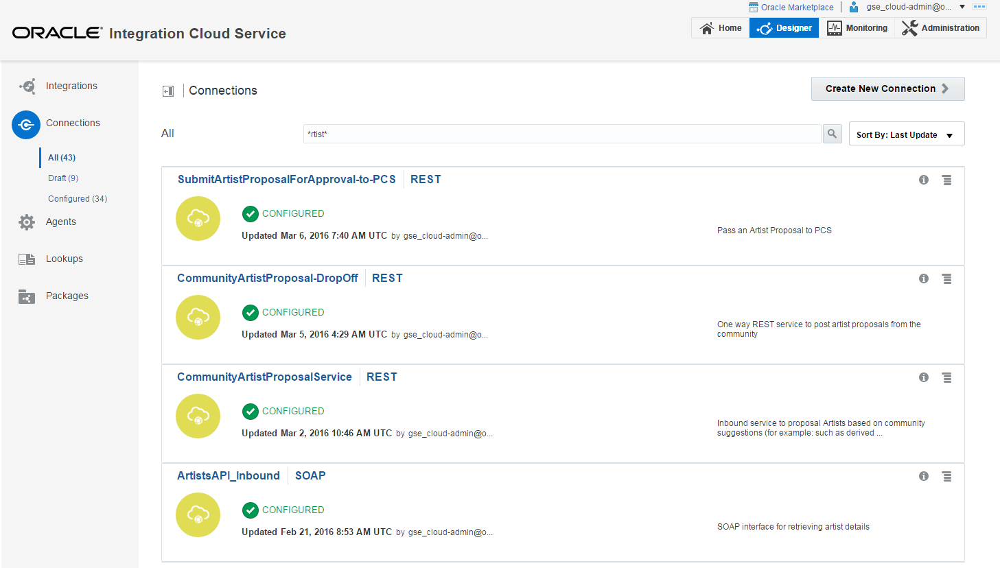 Oracle Marketplace
gse_cloud-admin@o...
ORACLE® Integration Cloud Service
Home
Designer
Monitoring
Administration
Integrations
Connections
All (43)
Draft (9)
Configured (34)
Agents
Lookups
Packages
Connections
Create New Connection
All
*rtist*
Sort By: Last Update
SubmitArtistProposalForApproval-to-PCS REST
CONFIGURED
Updated Mar 6, 2016 7:40 AM UTC by gse_cloud-admin@o...
Pass an Artist Proposal to PCS
CommunityArtistProposal-DropOff REST
CONFIGURED
Updated Mar 5, 2016 4:29 AM UTC by gse_cloud-admin@o...
One way REST service to post artist proposals from the
community
CommunityArtistProposalService REST
CONFIGURED
Updated Mar 2, 2016 10:46 AM UTC by gse_cloud-admin@o...
Inbound service to proposal Artists based on community
suggestions (for example: such as derived ...
ArtistsAPI_Inbound SOAP
CONFIGURED
Updated Feb 21, 2016 8:53 AM UTC by gse_cloud-admin@o...
SOAP interface for retrieving artist details